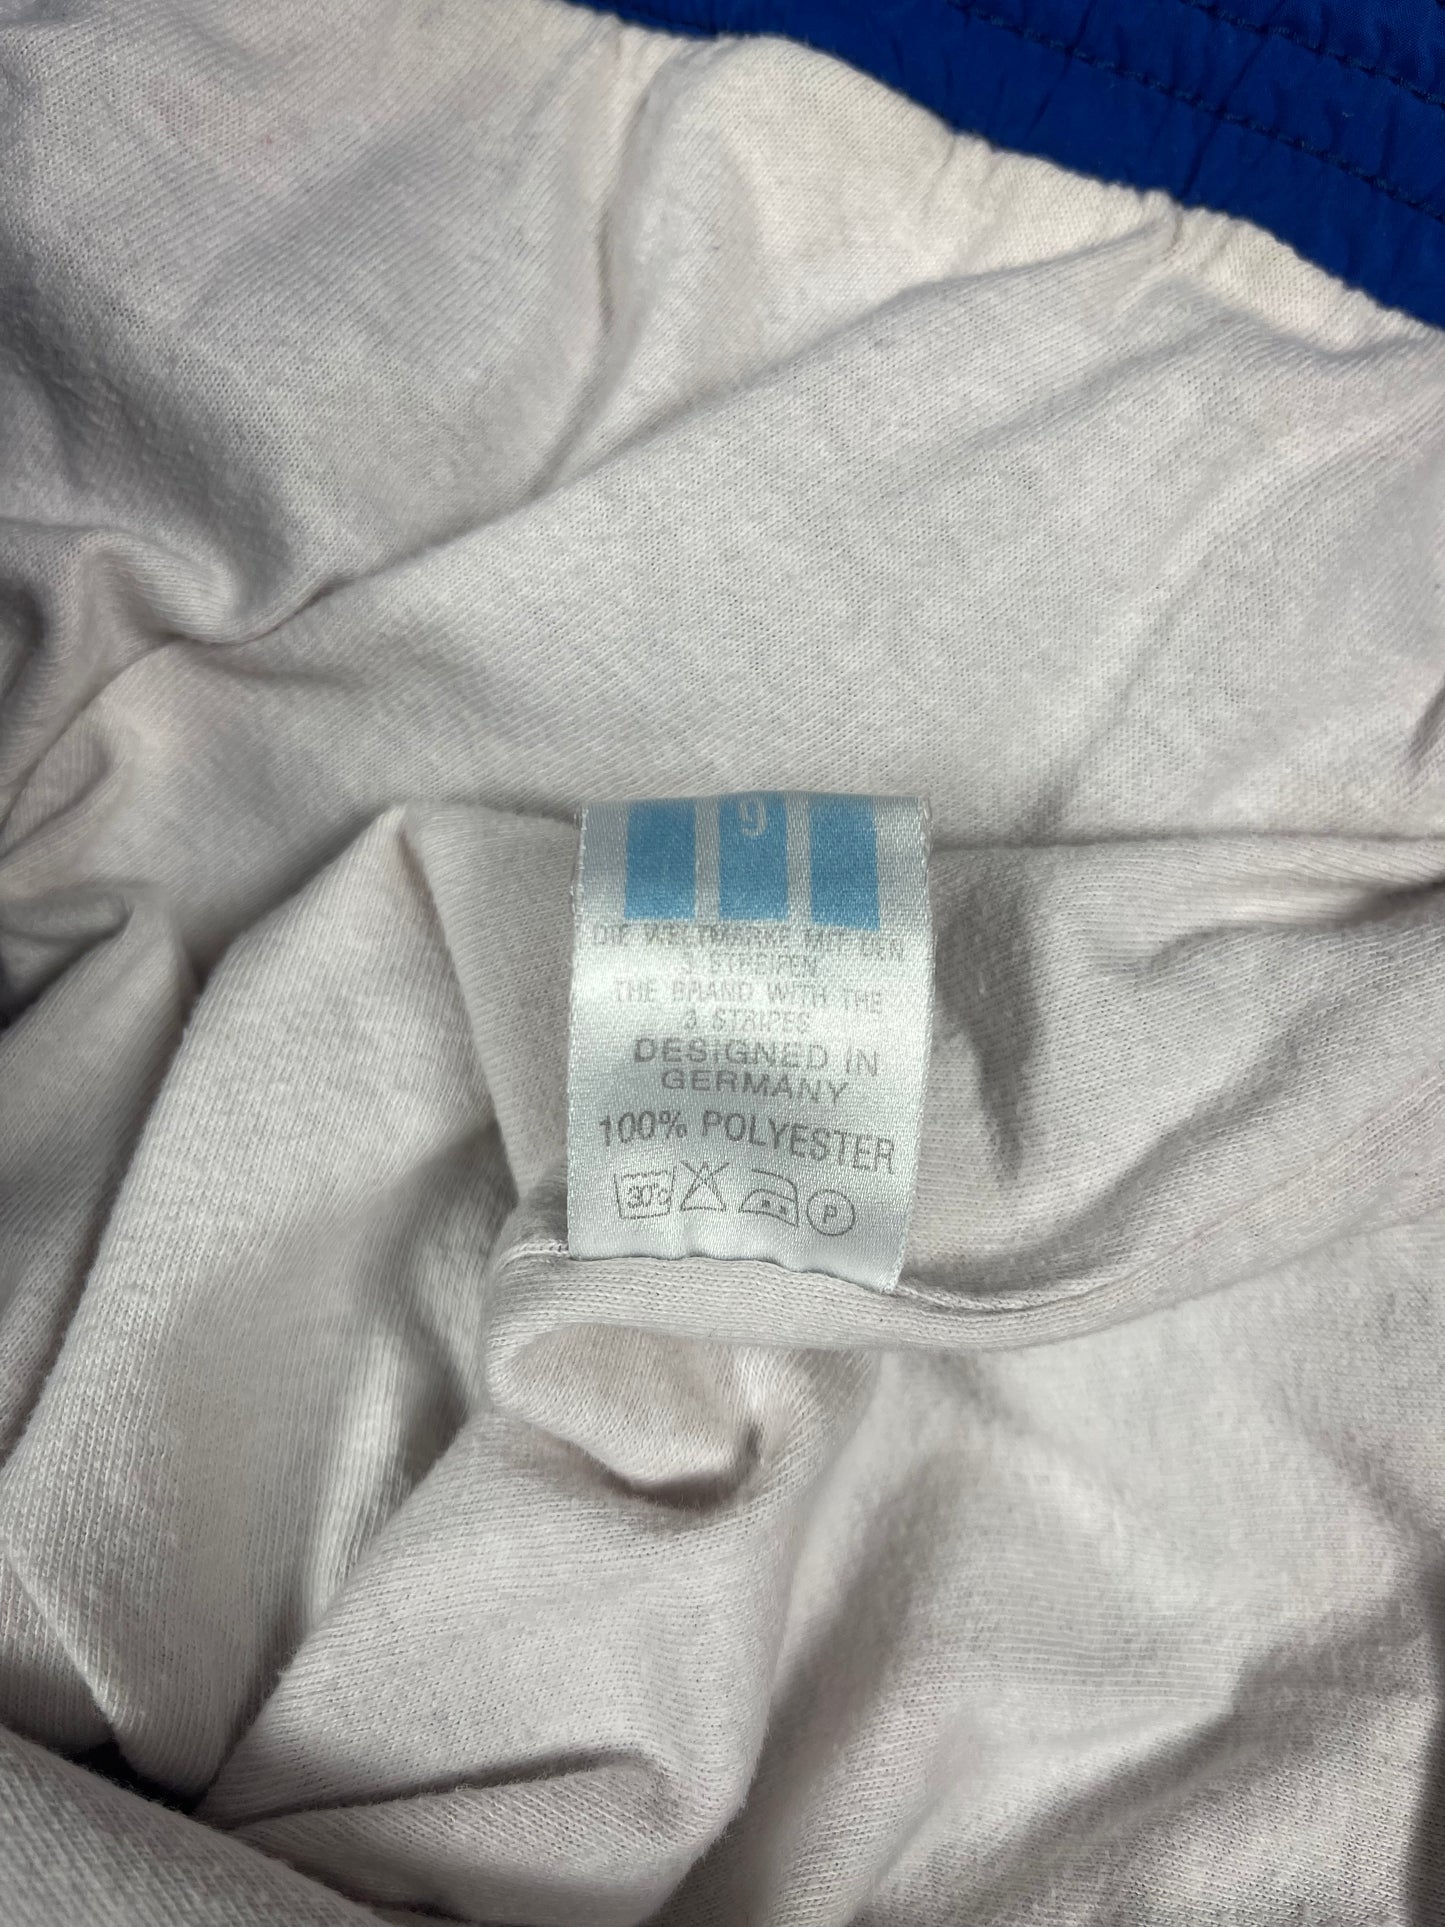 9
DIE WELTMARKE MIT DEN
3 STREIFEN
THE BRAND WITH THE
3 STRIPES
DESIGNED IN
GERMANY
100% POLYESTER
30°C P